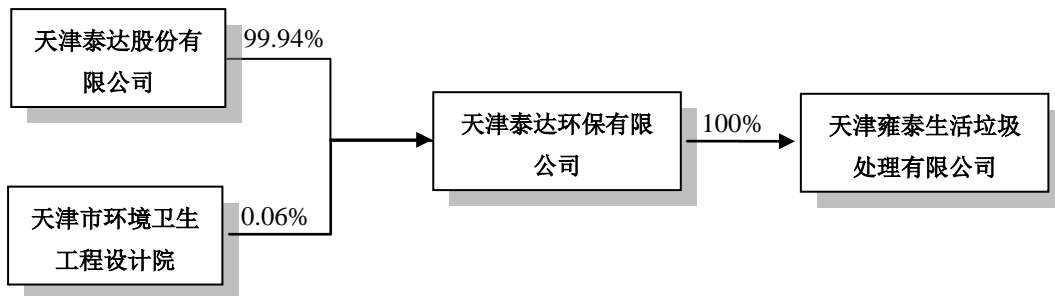 天津泰达股份有
限公司
99.94%
天津市环境卫生
工程设计院
0.06%
天津泰达环保有限
公司
100%
天津雍泰生活垃圾
处理有限公司